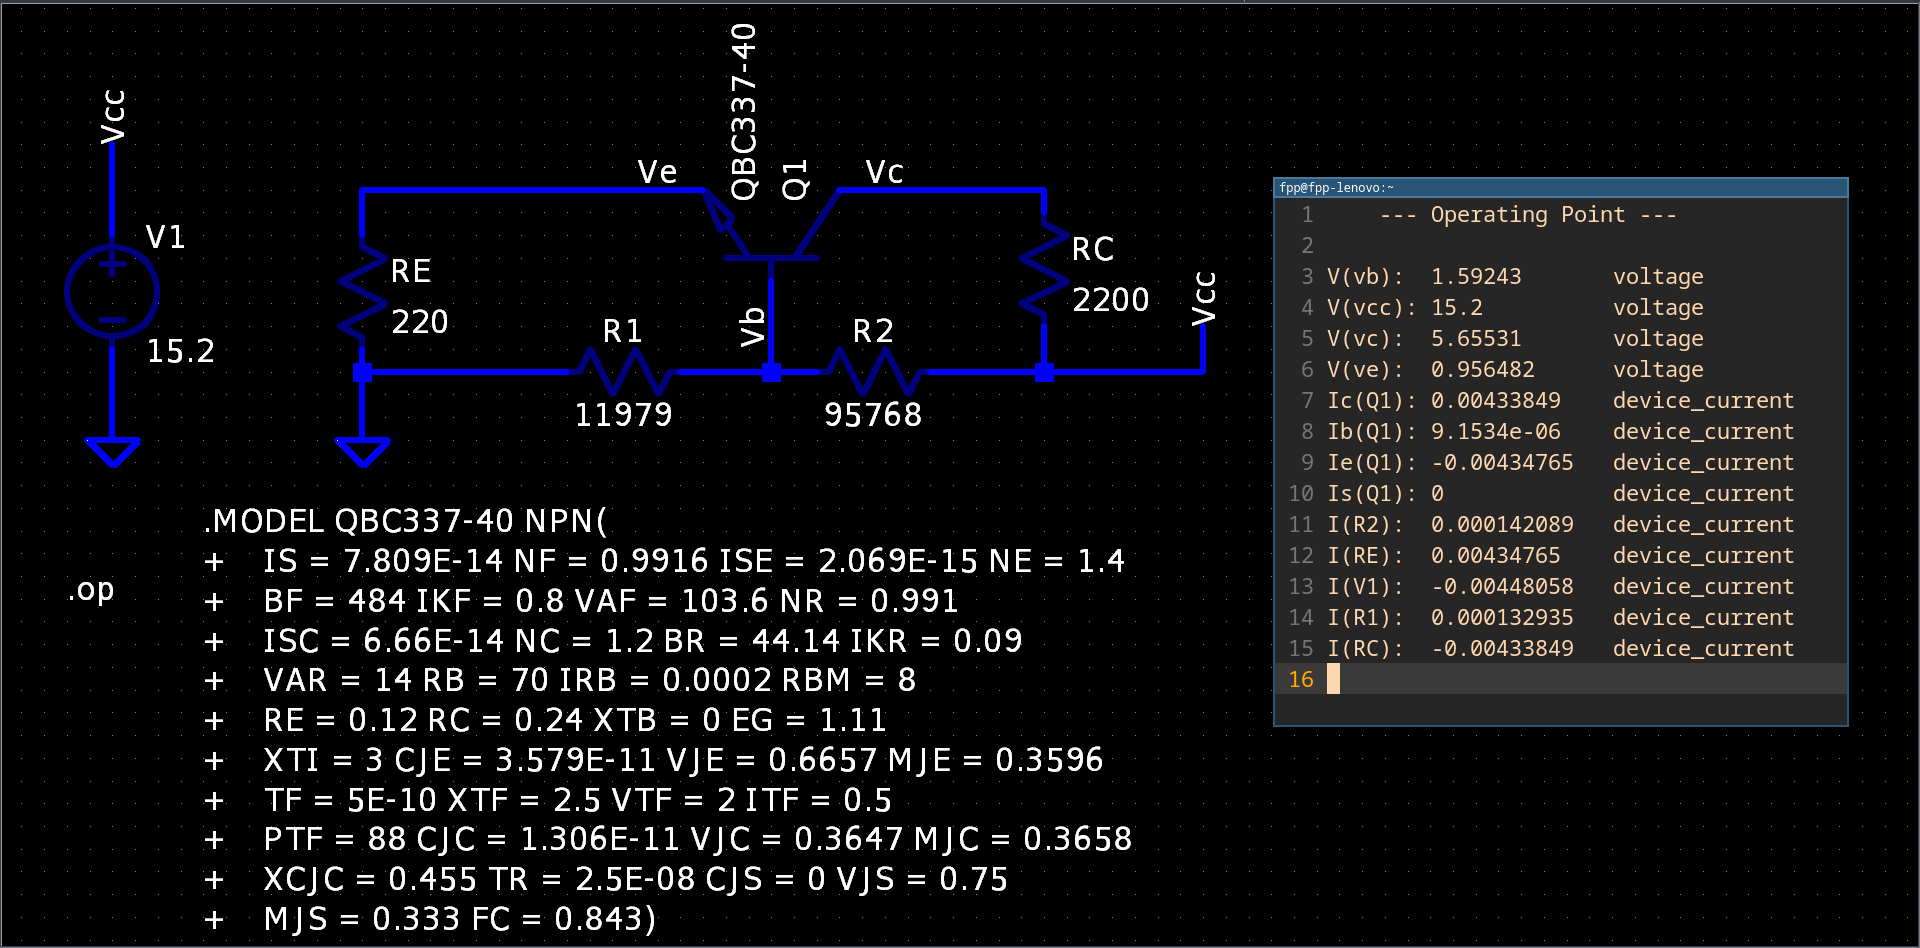 Vcc
V1
15.2
RE
220
Ve
QBC337-40
Q1
Vc
RC
2200
Vcc
R1
11979
Vb
R2
95768
.op
.MODEL QBC337-40 NPN(
+ IS = 7.809E-14 NF = 0.9916 ISE = 2.069E-15 NE = 1.4
+ BF = 484 IKF = 0.8 VAF = 103.6 NR = 0.991
+ ISC = 6.66E-14 NC = 1.2 BR = 44.14 IKR = 0.09
+ VAR = 14 RB = 70 IRB = 0.0002 RBM = 8
+ RE = 0.12 RC = 0.24 XTB = 0 EG = 1.11
+ XTI = 3 CJE = 3.579E-11 VJE = 0.6657 MJE = 0.3596
+ TF = 5E-10 XTF = 2.5 VTF = 2 ITF = 0.5
+ PTF = 88 CJC = 1.306E-11 VJC = 0.3647 MJC = 0.3658
+ XCJC = 0.455 TR = 2.5E-08 CJS = 0 VJS = 0.75
+ MJS = 0.333 FC = 0.843)
fpp@fpp-lenovo:~
1 --- Operating Point ---
2
3 V(vb): 1.59243 voltage
4 V(vcc): 15.2 voltage
5 V(vc): 5.65531 voltage
6 V(ve): 0.956482 voltage
7 Ic(Q1): 0.00433849 device_current
8 Ib(Q1): 9.1534e-06 device_current
9 Ie(Q1): -0.00434765 device_current
10 Is(Q1): 0 device_current
11 I(R2): 0.000142089 device_current
12 I(RE): 0.00434765 device_current
13 I(V1): -0.00448058 device_current
14 I(R1): 0.000132935 device_current
15 I(RC): -0.00433849 device_current
16